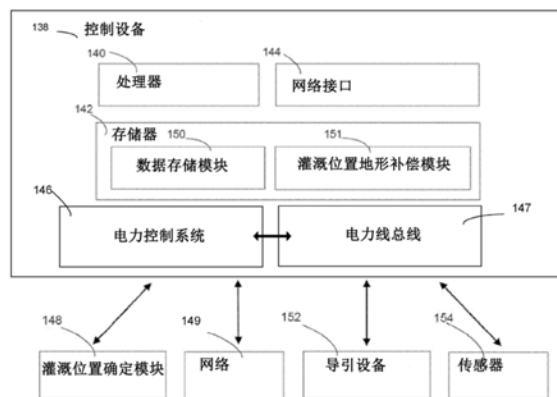 138 控制设备
140 144
处理器 网络接口
142 存储器
150 151
数据存储模块 灌溉位置地形补偿模块
146 147
电力控制系统 电力线总线
148 149 152 154
灌溉位置确定模块 网络 导引设备 传感器